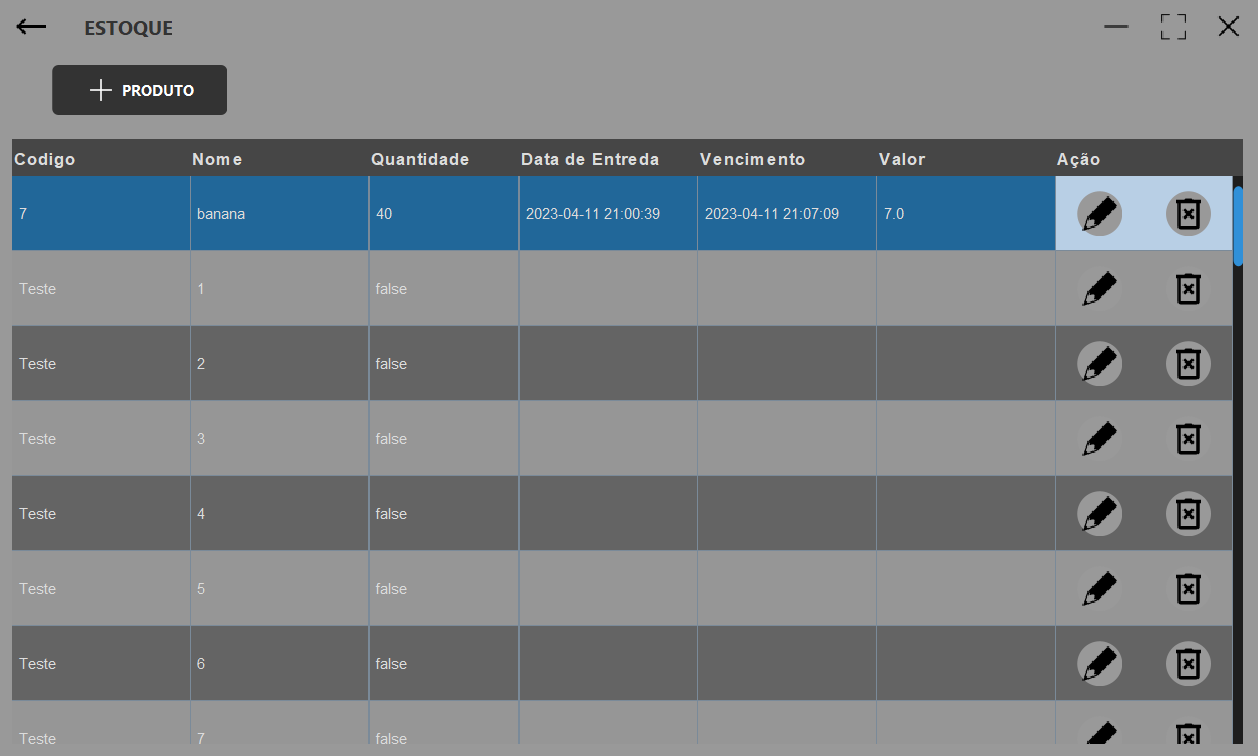 ESTOQUE
PRODUTO
Codigo Nome Quantidade Data de Entreda Vencimento Valor Ação
7 banana 40 2023-04-11 21:00:39 2023-04-11 21:07:09 7.0
Teste 1 false
Teste 2 false
Teste 3 false
Teste 4 false
Teste 5 false
Teste 6 false
Teste 7 false